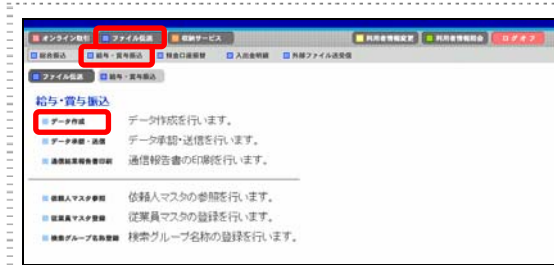 オンライン取引 ファイル伝送 収納サービス 利用者情報変更 利用者情報照会 ログオフ
総合振込 給与・賞与振込 預金口座振替 入出金明細 外部ファイル送受信
ファイル伝送 給与・賞与振込
給与・賞与振込
データ作成 データ作成を行います。
データ承認・送信 データ承認・送信を行います。
通信結果報告書印刷 通信報告書の印刷を行います。
依頼人マスタ参照 依頼人マスタの参照を行います。
従業員マスタ登録 従業員マスタの登録を行います。
検索グループ名称登録 検索グループ名称の登録を行います。